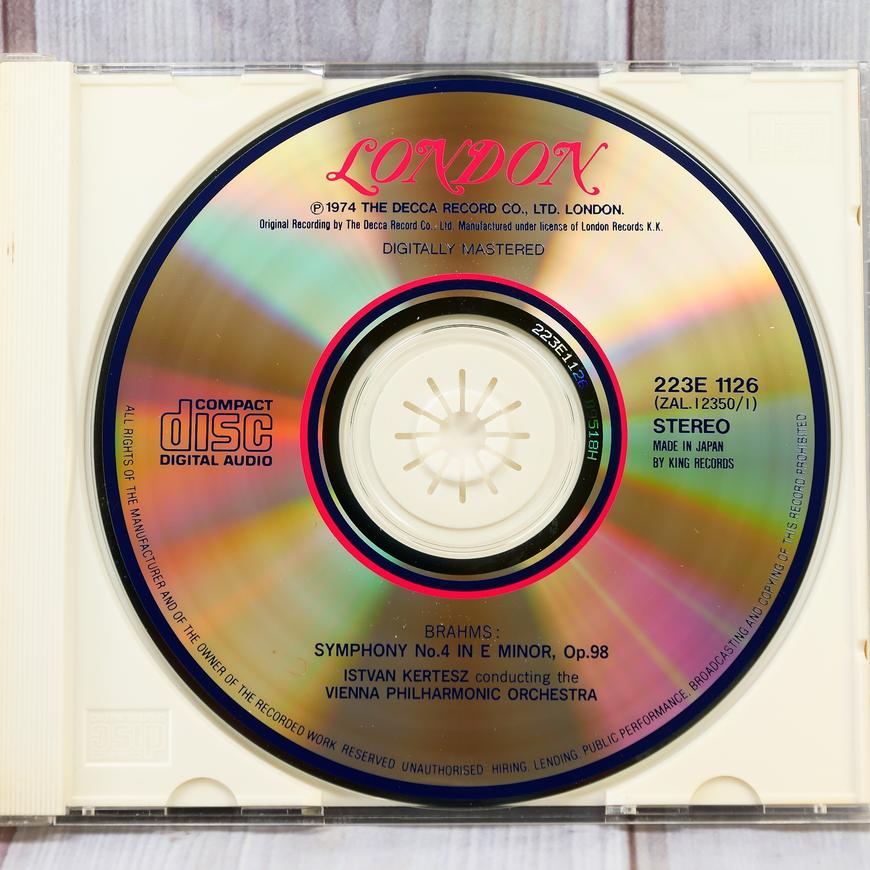 LONDON
℗1974 THE DECCA RECORD CO., LTD. LONDON.
Original Recording by The Decca Record Co., Ltd. Manufactured under license of London Records K.K.
DIGITALLY MASTERED
223E1126 09518H
COMPACT
disc
DIGITAL AUDIO
223E 1126
(ZAL.12350/1)
STEREO
MADE IN JAPAN
BY KING RECORDS
BRAHMS:
SYMPHONY No.4 IN E MINOR, Op.98
ISTVAN KERTESZ conducting the
VIENNA PHILHARMONIC ORCHESTRA
ALL RIGHTS OF THE MANUFACTURER AND OF THE OWNER OF THE RECORDED WORK RESERVED UNAUTHORISED HIRING. LENDING. PUBLIC PERFORMANCE. BROADCASTING AND COPYING OF THIS RECORD PROHIBITED
disc